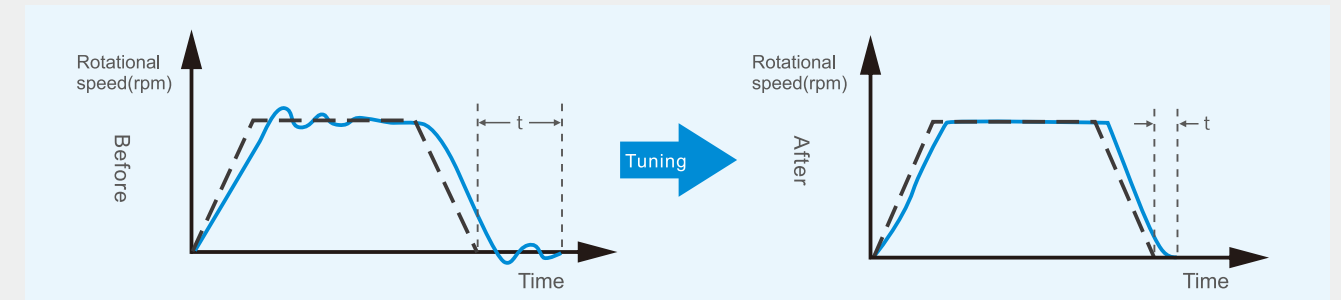 Rotational
speed(rpm)
Before
t
Time
Tuning
Rotational
speed(rpm)
After
t
Time